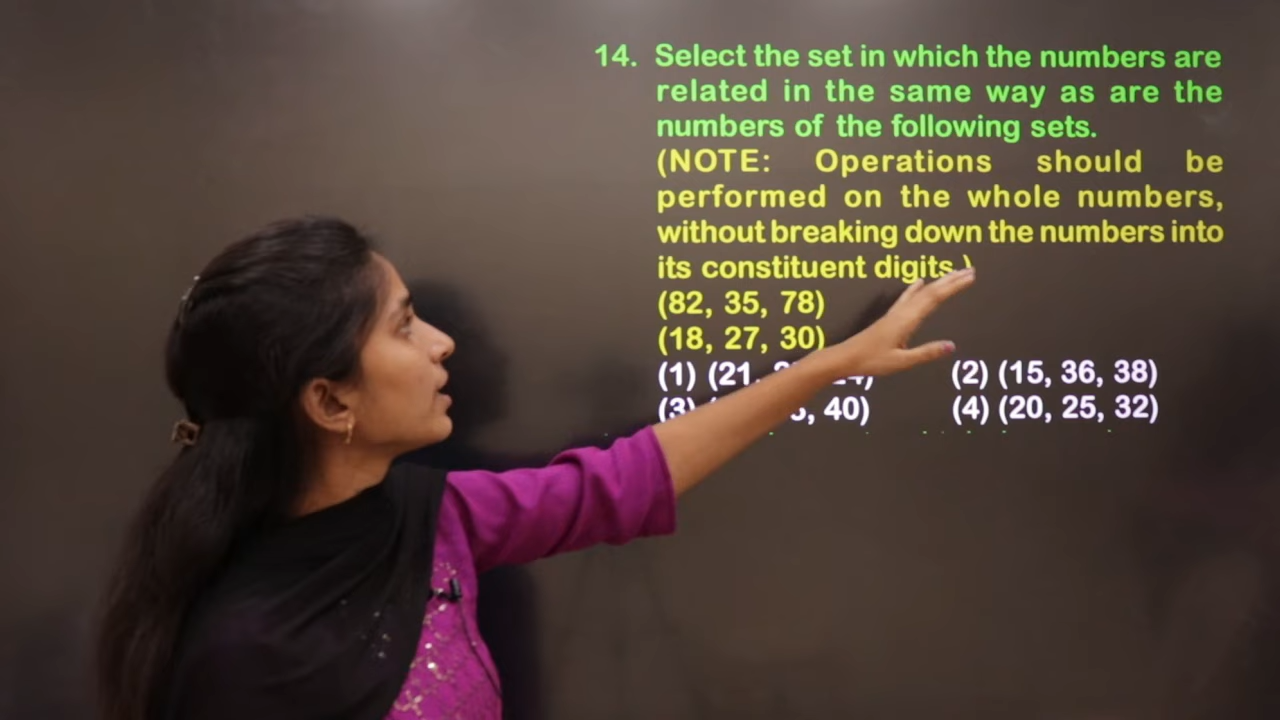 14. Select the set in which the numbers are
related in the same way as are the
numbers of the following sets.
(NOTE: Operations should be
performed on the whole numbers,
without breaking down the numbers into
its constituent digits.)
(82, 35, 78)
(18, 27, 30)
(1) (21, 24) (2) (15, 36, 38)
(3) 40) (4) (20, 25, 32)